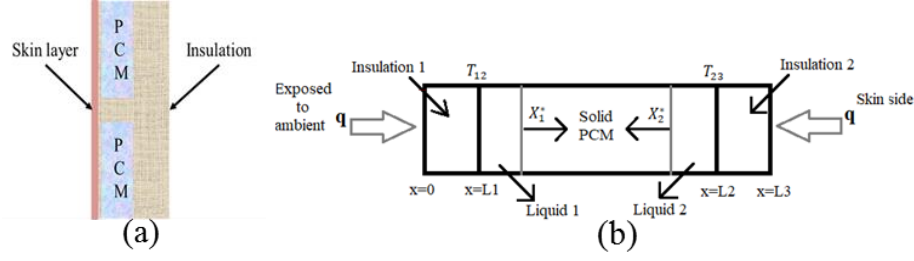 Skin layer
P
C
M
P
C
M
Insulation
(a)
Insulation 1
T12
T23
Insulation 2
Exposed
to
ambient
q
X1*
Solid
PCM
X2*
Skin side
q
x=0
x=L1
Liquid 1
Liquid 2
x=L2
x=L3
(b)